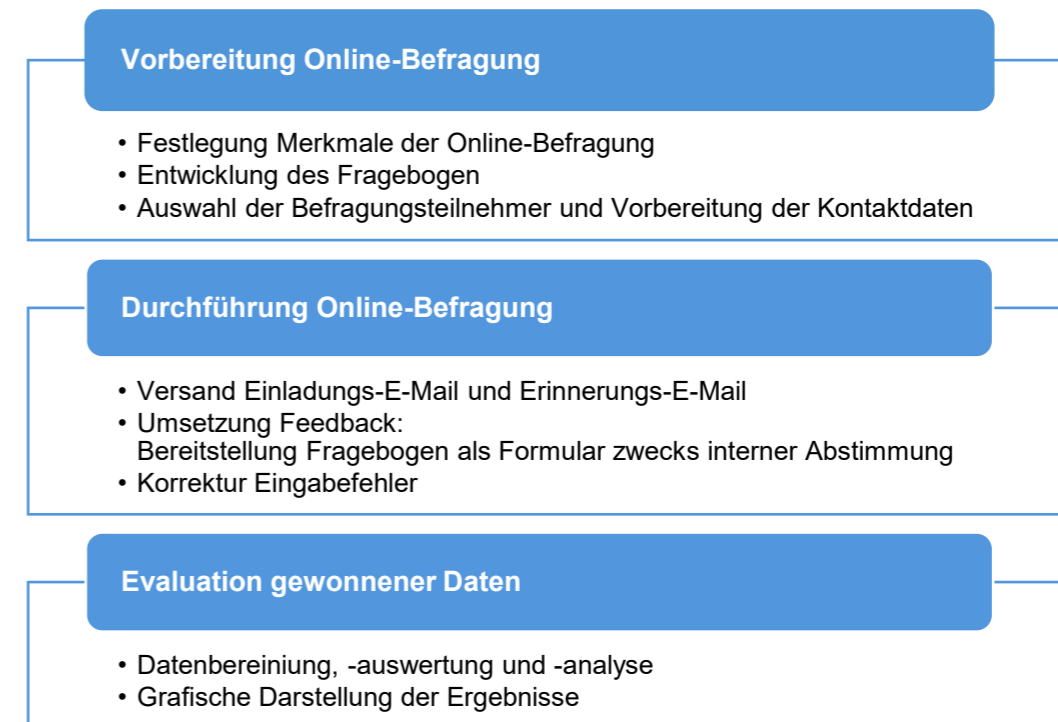 Vorbereitung Online-Befragung
• Festlegung Merkmale der Online-Befragung
• Entwicklung des Fragebogen
• Auswahl der Befragungsteilnehmer und Vorbereitung der Kontaktdaten
Durchführung Online-Befragung
• Versand Einladungs-E-Mail und Erinnerungs-E-Mail
• Umsetzung Feedback:
Bereitstellung Fragebogen als Formular zwecks interner Abstimmung
• Korrektur Eingabefehler
Evaluation gewonnener Daten
• Datenbereiniung, -auswertung und -analyse
• Grafische Darstellung der Ergebnisse